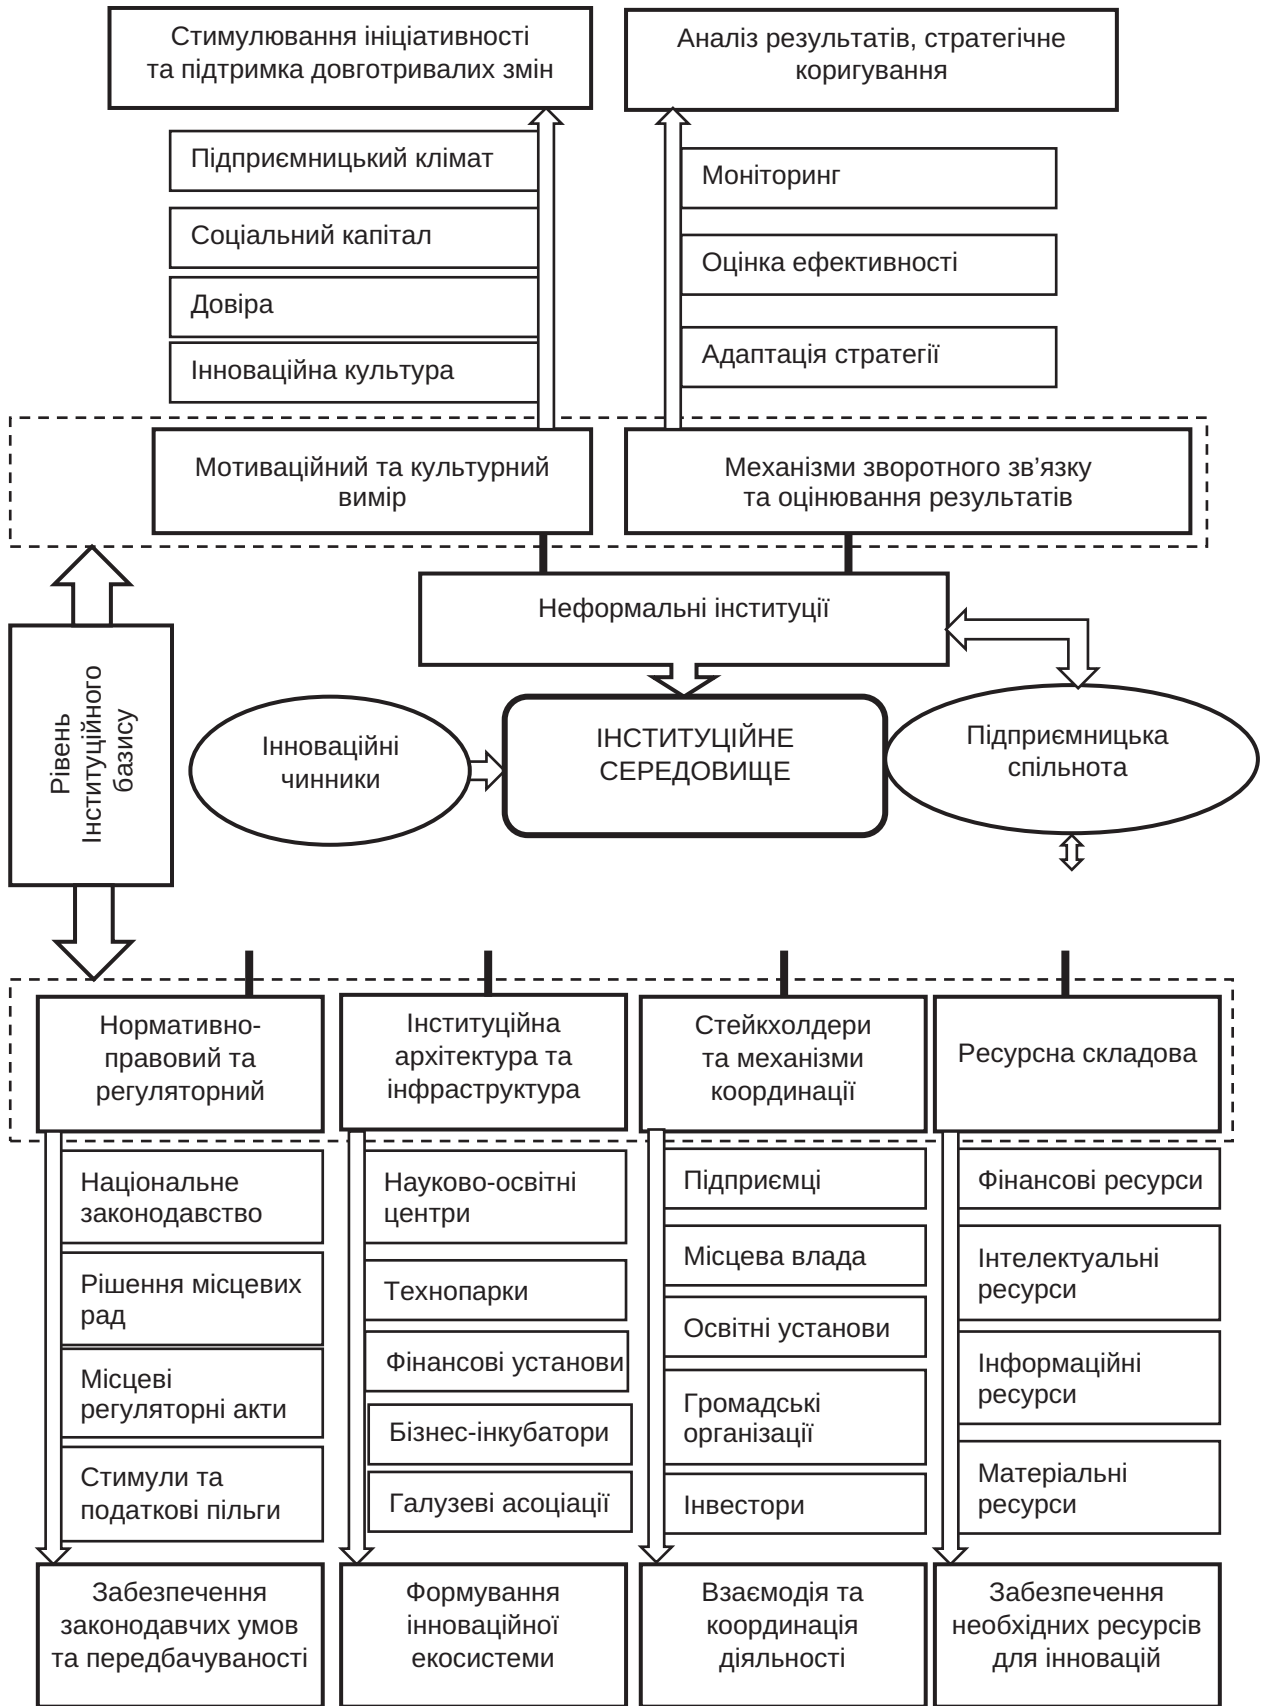 Стимулювання ініціативності
та підтримка довготривалих змін
Аналіз результатів, стратегічне
коригування
Підприємницький клімат
Соціальний капітал
Довіра
Інноваційна культура
Моніторинг
Оцінка ефективності
Адаптація стратегії
Мотиваційний та культурний
вимір
Механізми зворотного зв’язку
та оцінювання результатів
Неформальні інституції
Рівень
Інституційного
базису
Інноваційні
чинники
ІНСТИТУЦІЙНЕ
СЕРЕДОВИЩЕ
Підприємницька
спільнота
Нормативно-
правовий та
регуляторний
Інституційна
архітектура та
інфраструктура
Стейкхолдери
та механізми
координації
Ресурсна складова
Національне
законодавство
Рішення місцевих
рад
Місцеві
регуляторні акти
Стимули та
податкові пільги
Науково-освітні
центри
Технопарки
Фінансові установи
Бізнес-інкубатори
Галузеві асоціації
Підприємці
Місцева влада
Освітні установи
Громадські
організації
Інвестори
Фінансові ресурси
Інтелектуальні
ресурси
Інформаційні
ресурси
Матеріальні
ресурси
Забезпечення
законодавчих умов
та передбачуваності
Формування
інноваційної
екосистеми
Взаємодія та
координація
діяльності
Забезпечення
необхідних ресурсів
для інновацій